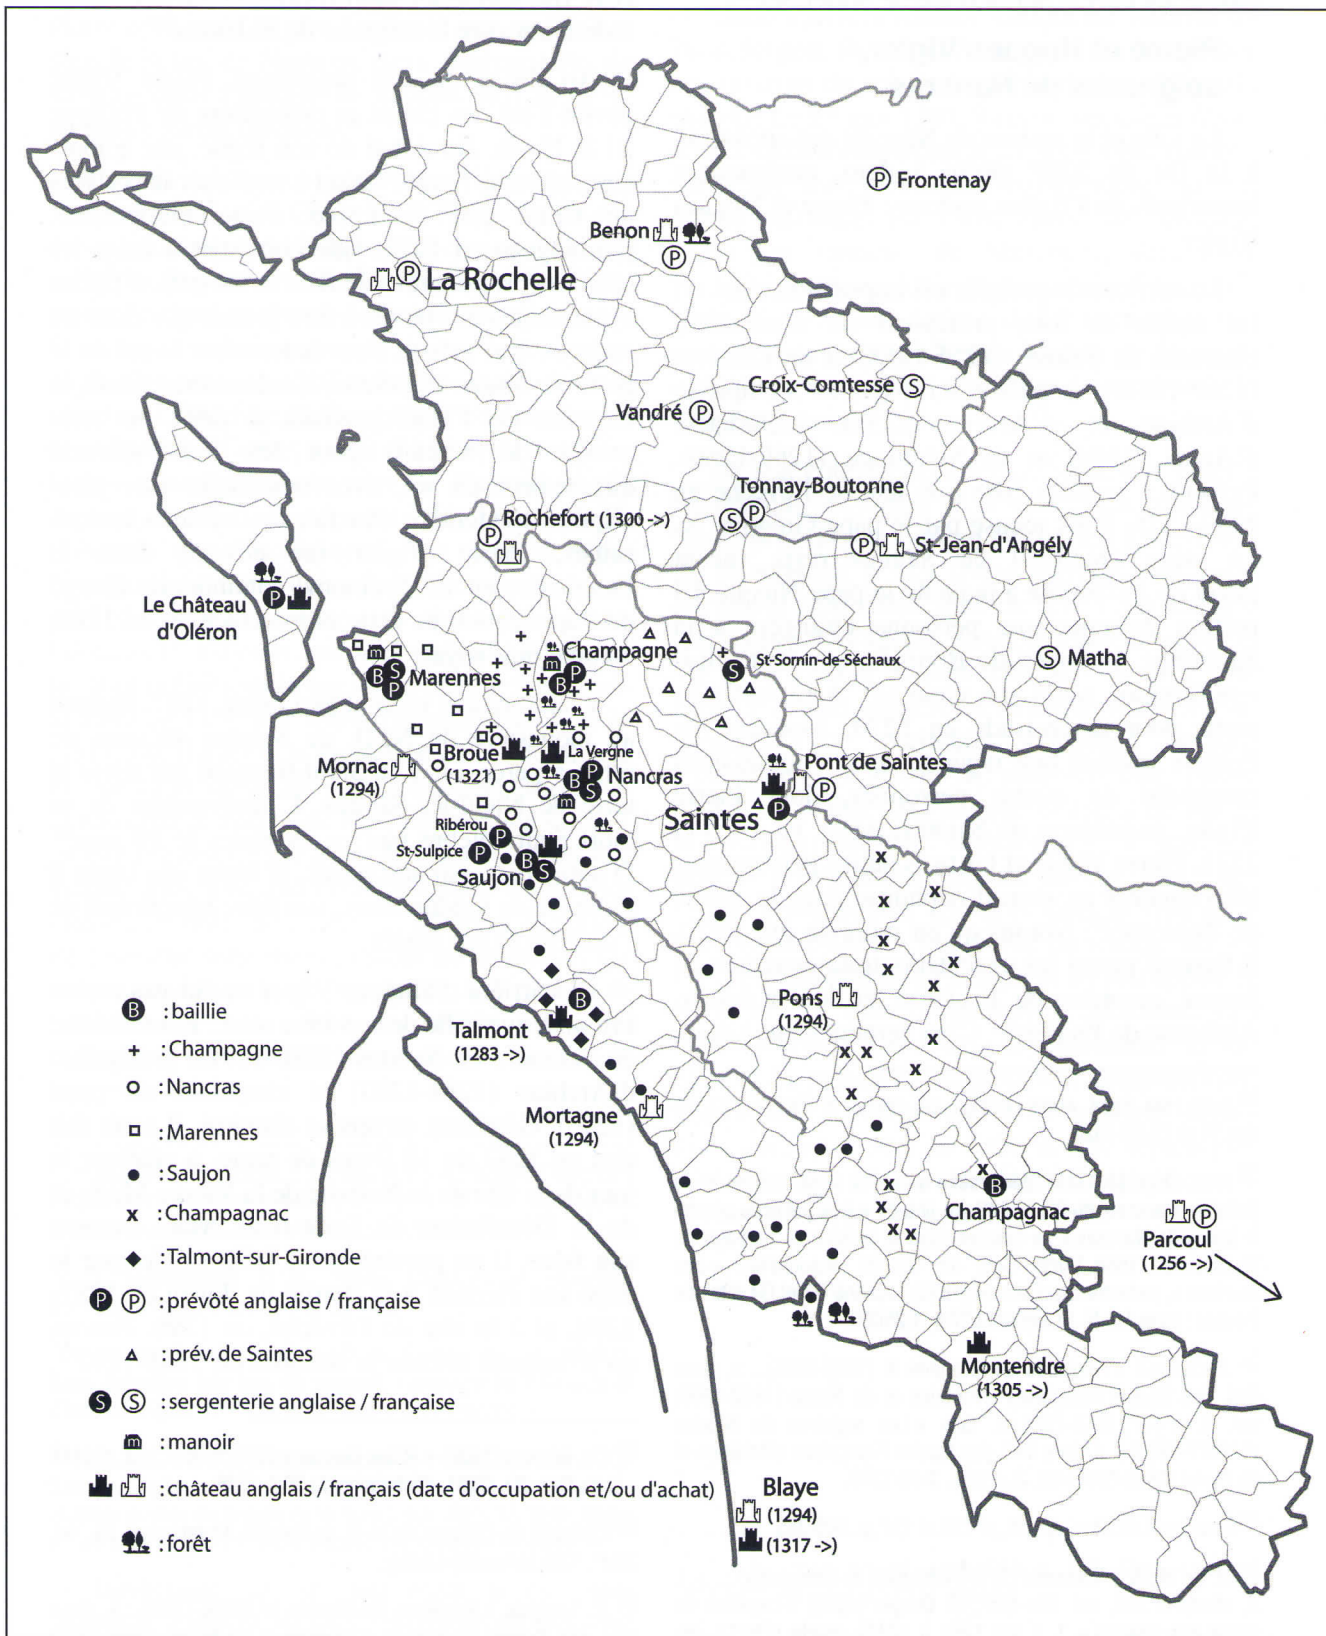 Frontenay
Benon
La Rochelle
Croix-Comtesse
Vandré
Tonnay-Boutonne
Rochefort (1300 ->)
St-Jean-d'Angély
Le Château
d'Oléron
Champagne
St-Sornin-de-Séchaux
Matha
Marennes
Broue
(1321)
La Vergne
Mornac
(1294)
Nancras
Pont de Saintes
Saintes
Ribérou
St-Sulpice
Saujon
Pons
(1294)
Talmont
(1283 ->)
Mortagne
(1294)
Champagnac
Parcoul
(1256 ->)
Montendre
(1305 ->)
Blaye
(1294)
(1317 ->)
B : baillie
+ : Champagne
o : Nancras
□ : Marennes
● : Saujon
x : Champagnac
◆ : Talmont-sur-Gironde
P P : prévôté anglaise / française
△ : prév. de Saintes
S S : sergenterie anglaise / française
: manoir
: château anglais / français (date d'occupation et/ou d'achat)
: forêt